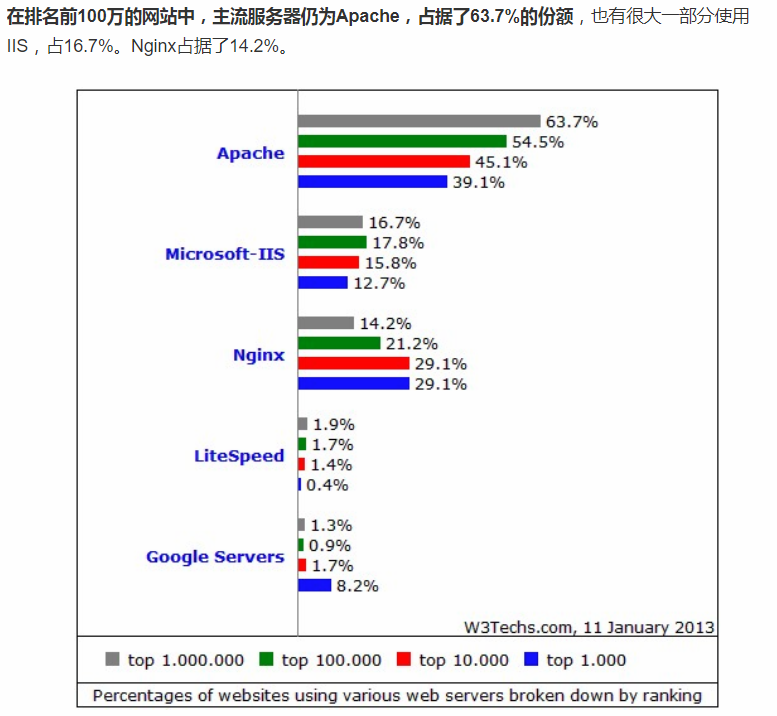 在排名前100万的网站中，主流服务器仍为Apache，占据了63.7%的份额，也有很大一部分使用
IIS，占16.7%。Nginx占据了14.2%。
63.7%
54.5%
Apache
45.1%
39.1%
16.7%
17.8%
Microsoft-IIS
15.8%
12.7%
14.2%
21.2%
Nginx
29.1%
29.1%
1.9%
1.7%
LiteSpeed
1.4%
0.4%
1.3%
0.9%
Google Servers
1.7%
8.2%
W3Techs.com, 11 January 2013
top 1.000.000 top 100.000 top 10.000 top 1.000
Percentages of websites using various web servers broken down by ranking